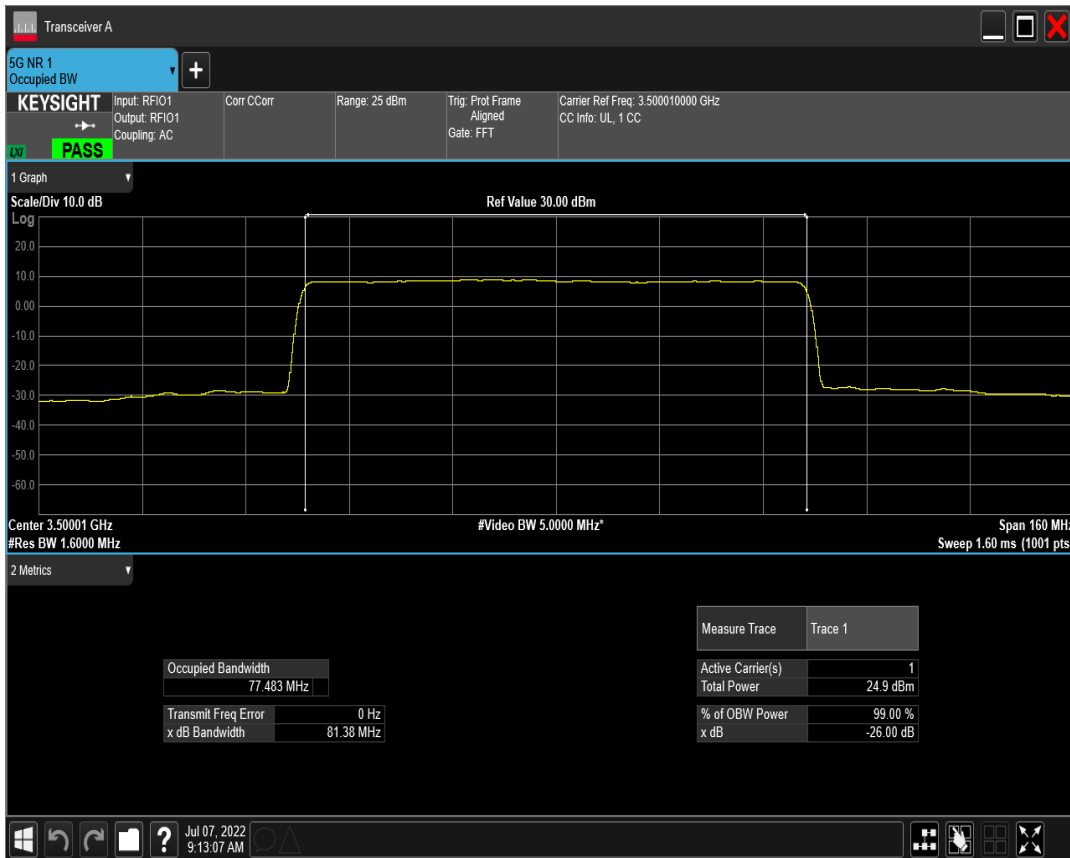 Transceiver A
5G NR 1
Occupied BW
KEYSIGHT
LXI
PASS
Input: RFIO1
Output: RFIO1
Coupling: AC
Corr CCorr
Range: 25 dBm
Trig: Prot Frame
Aligned
Gate: FFT
Carrier Ref Freq: 3.500010000 GHz
CC Info: UL, 1 CC
1 Graph
Scale/Div 10.0 dB
Ref Value 30.00 dBm
Log
20.0
10.0
0.00
-10.0
-20.0
-30.0
-40.0
-50.0
-60.0
Center 3.50001 GHz
#Video BW 5.0000 MHz*
Span 160 MHz
#Res BW 1.6000 MHz
Sweep 1.60 ms (1001 pts
2 Metrics
Measure Trace Trace 1
Occupied Bandwidth
77.483 MHz
Active Carrier(s) 1
Total Power 24.9 dBm
Transmit Freq Error 0 Hz
x dB Bandwidth 81.38 MHz
% of OBW Power 99.00 %
x dB -26.00 dB
Jul 07, 2022
9:13:07 AM